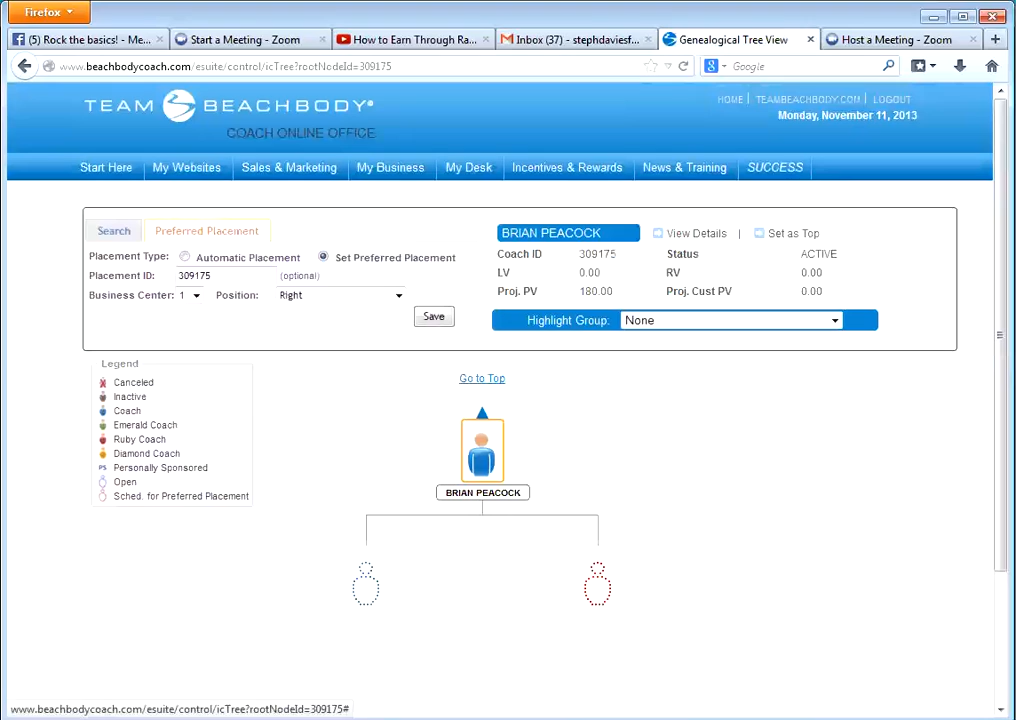 Firefox
(5) Rock the basics! - Me...
Start a Meeting - Zoom
How to Earn Through Ra...
Inbox (37) - stephdaviesf...
Genealogical Tree View
Host a Meeting - Zoom
www.beachbodycoach.com/esuite/control/icTree?rootNodeId=309175
Google
TEAM BEACHBODY®
COACH ONLINE OFFICE
HOME | TEAMBEACHBODY.COM | LOGOUT
Monday, November 11, 2013
Start Here
My Websites
Sales & Marketing
My Business
My Desk
Incentives & Rewards
News & Training
SUCCESS
Search
Preferred Placement
Placement Type: Automatic Placement Set Preferred Placement
Placement ID: 309175 (optional)
Business Center: 1 Position: Right
Save
BRIAN PEACOCK View Details | Set as Top
Coach ID 309175 Status ACTIVE
LV 0.00 RV 0.00
Proj. PV 180.00 Proj. Cust PV 0.00
Highlight Group: None
Legend
Canceled
Inactive
Coach
Emerald Coach
Ruby Coach
Diamond Coach
PS Personally Sponsored
Open
Sched. for Preferred Placement
Go to Top
BRIAN PEACOCK
www.beachbodycoach.com/esuite/control/icTree?rootNodeId=309175#